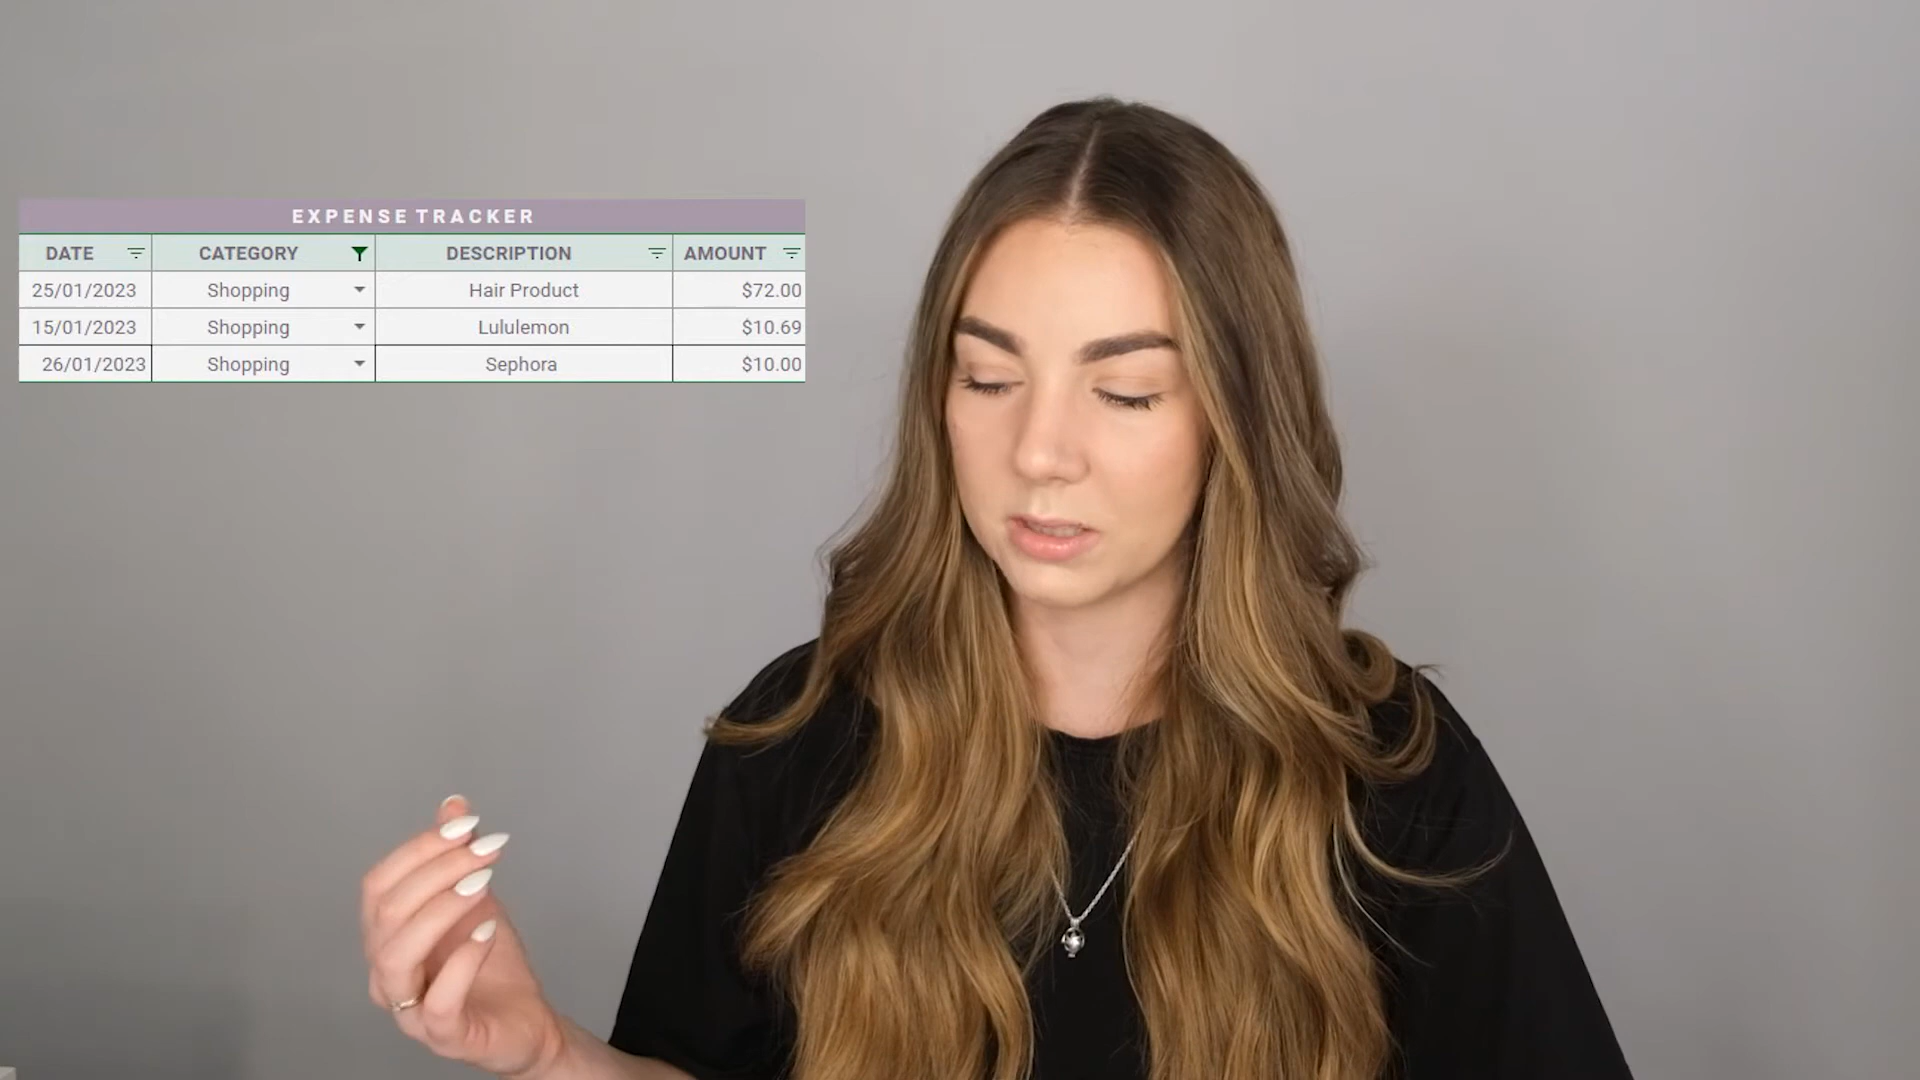 EXPENSE TRACKER
DATE CATEGORY DESCRIPTION AMOUNT
25/01/2023 Shopping Hair Product $72.00
15/01/2023 Shopping Lululemon $10.69
26/01/2023 Shopping Sephora $10.00